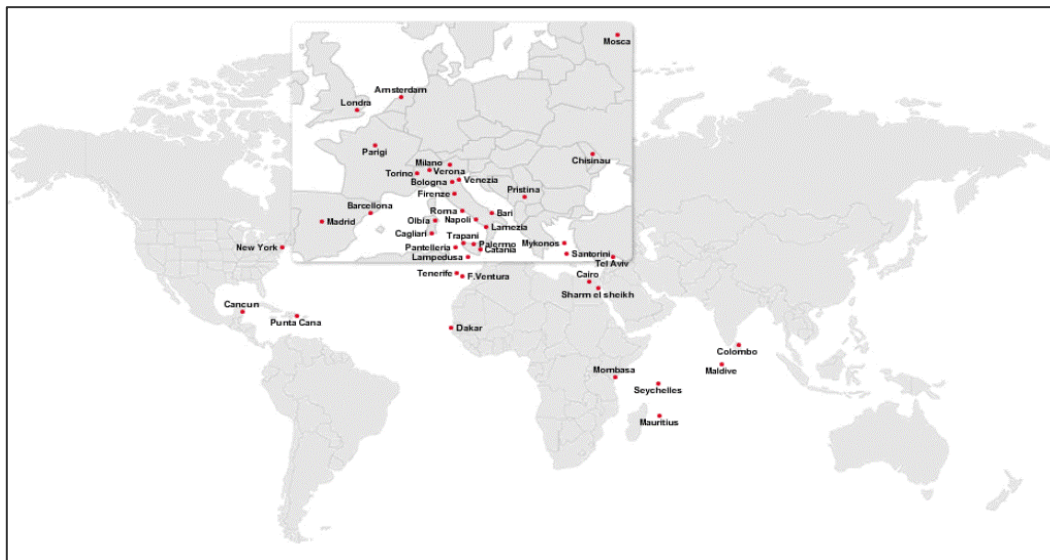 Mosca
Amsterdam
Londra
Parigi
Chisinau
Milano
Verona
Torino
Bologna
Venezia
Firenze
Pristina
Barcellona
Madrid
Roma
Bari
Olbia
Napoli
Lamezia
Cagliari
Trapani
Palermo
Mykonos
New York
Pantelleria
Catania
Santorini
Lampedusa
Tel Aviv
Tenerife
F.Ventura
Cairo
Sharm el sheikh
Cancun
Punta Cana
Dakar
Colombo
Mombasa
Maldive
Seychelles
Mauritius